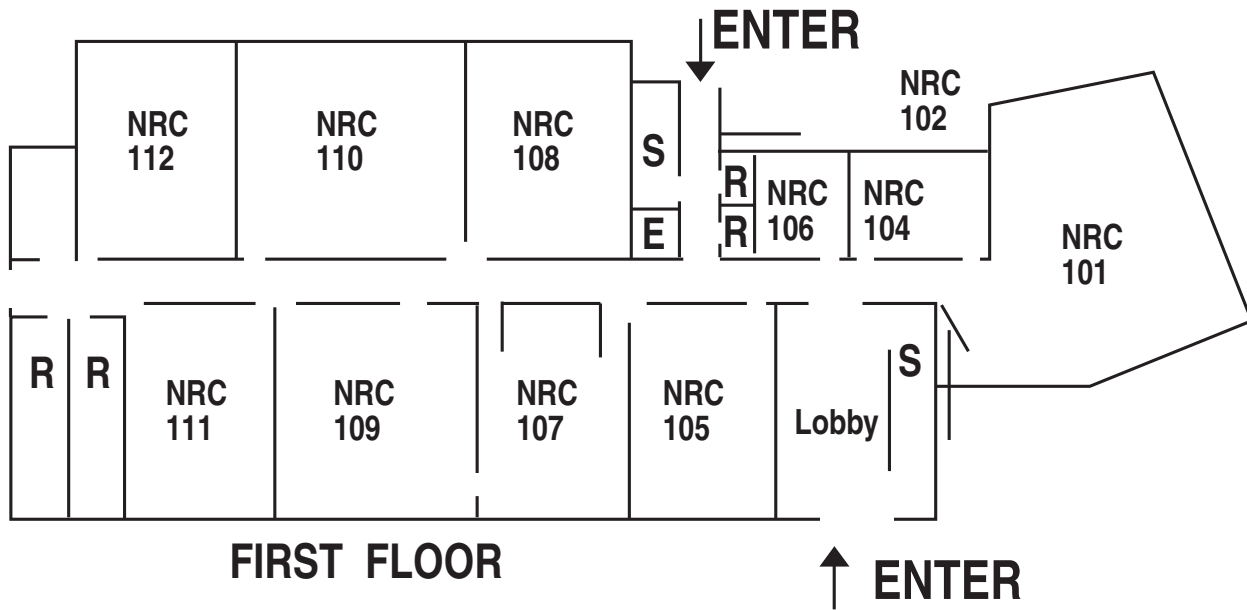 ENTER
NRC
102
NRC
112
NRC
110
NRC
108
S
R
NRC
106
NRC
104
E
R
NRC
101
R
R
NRC
111
NRC
109
NRC
107
NRC
105
Lobby
S
FIRST FLOOR
ENTER